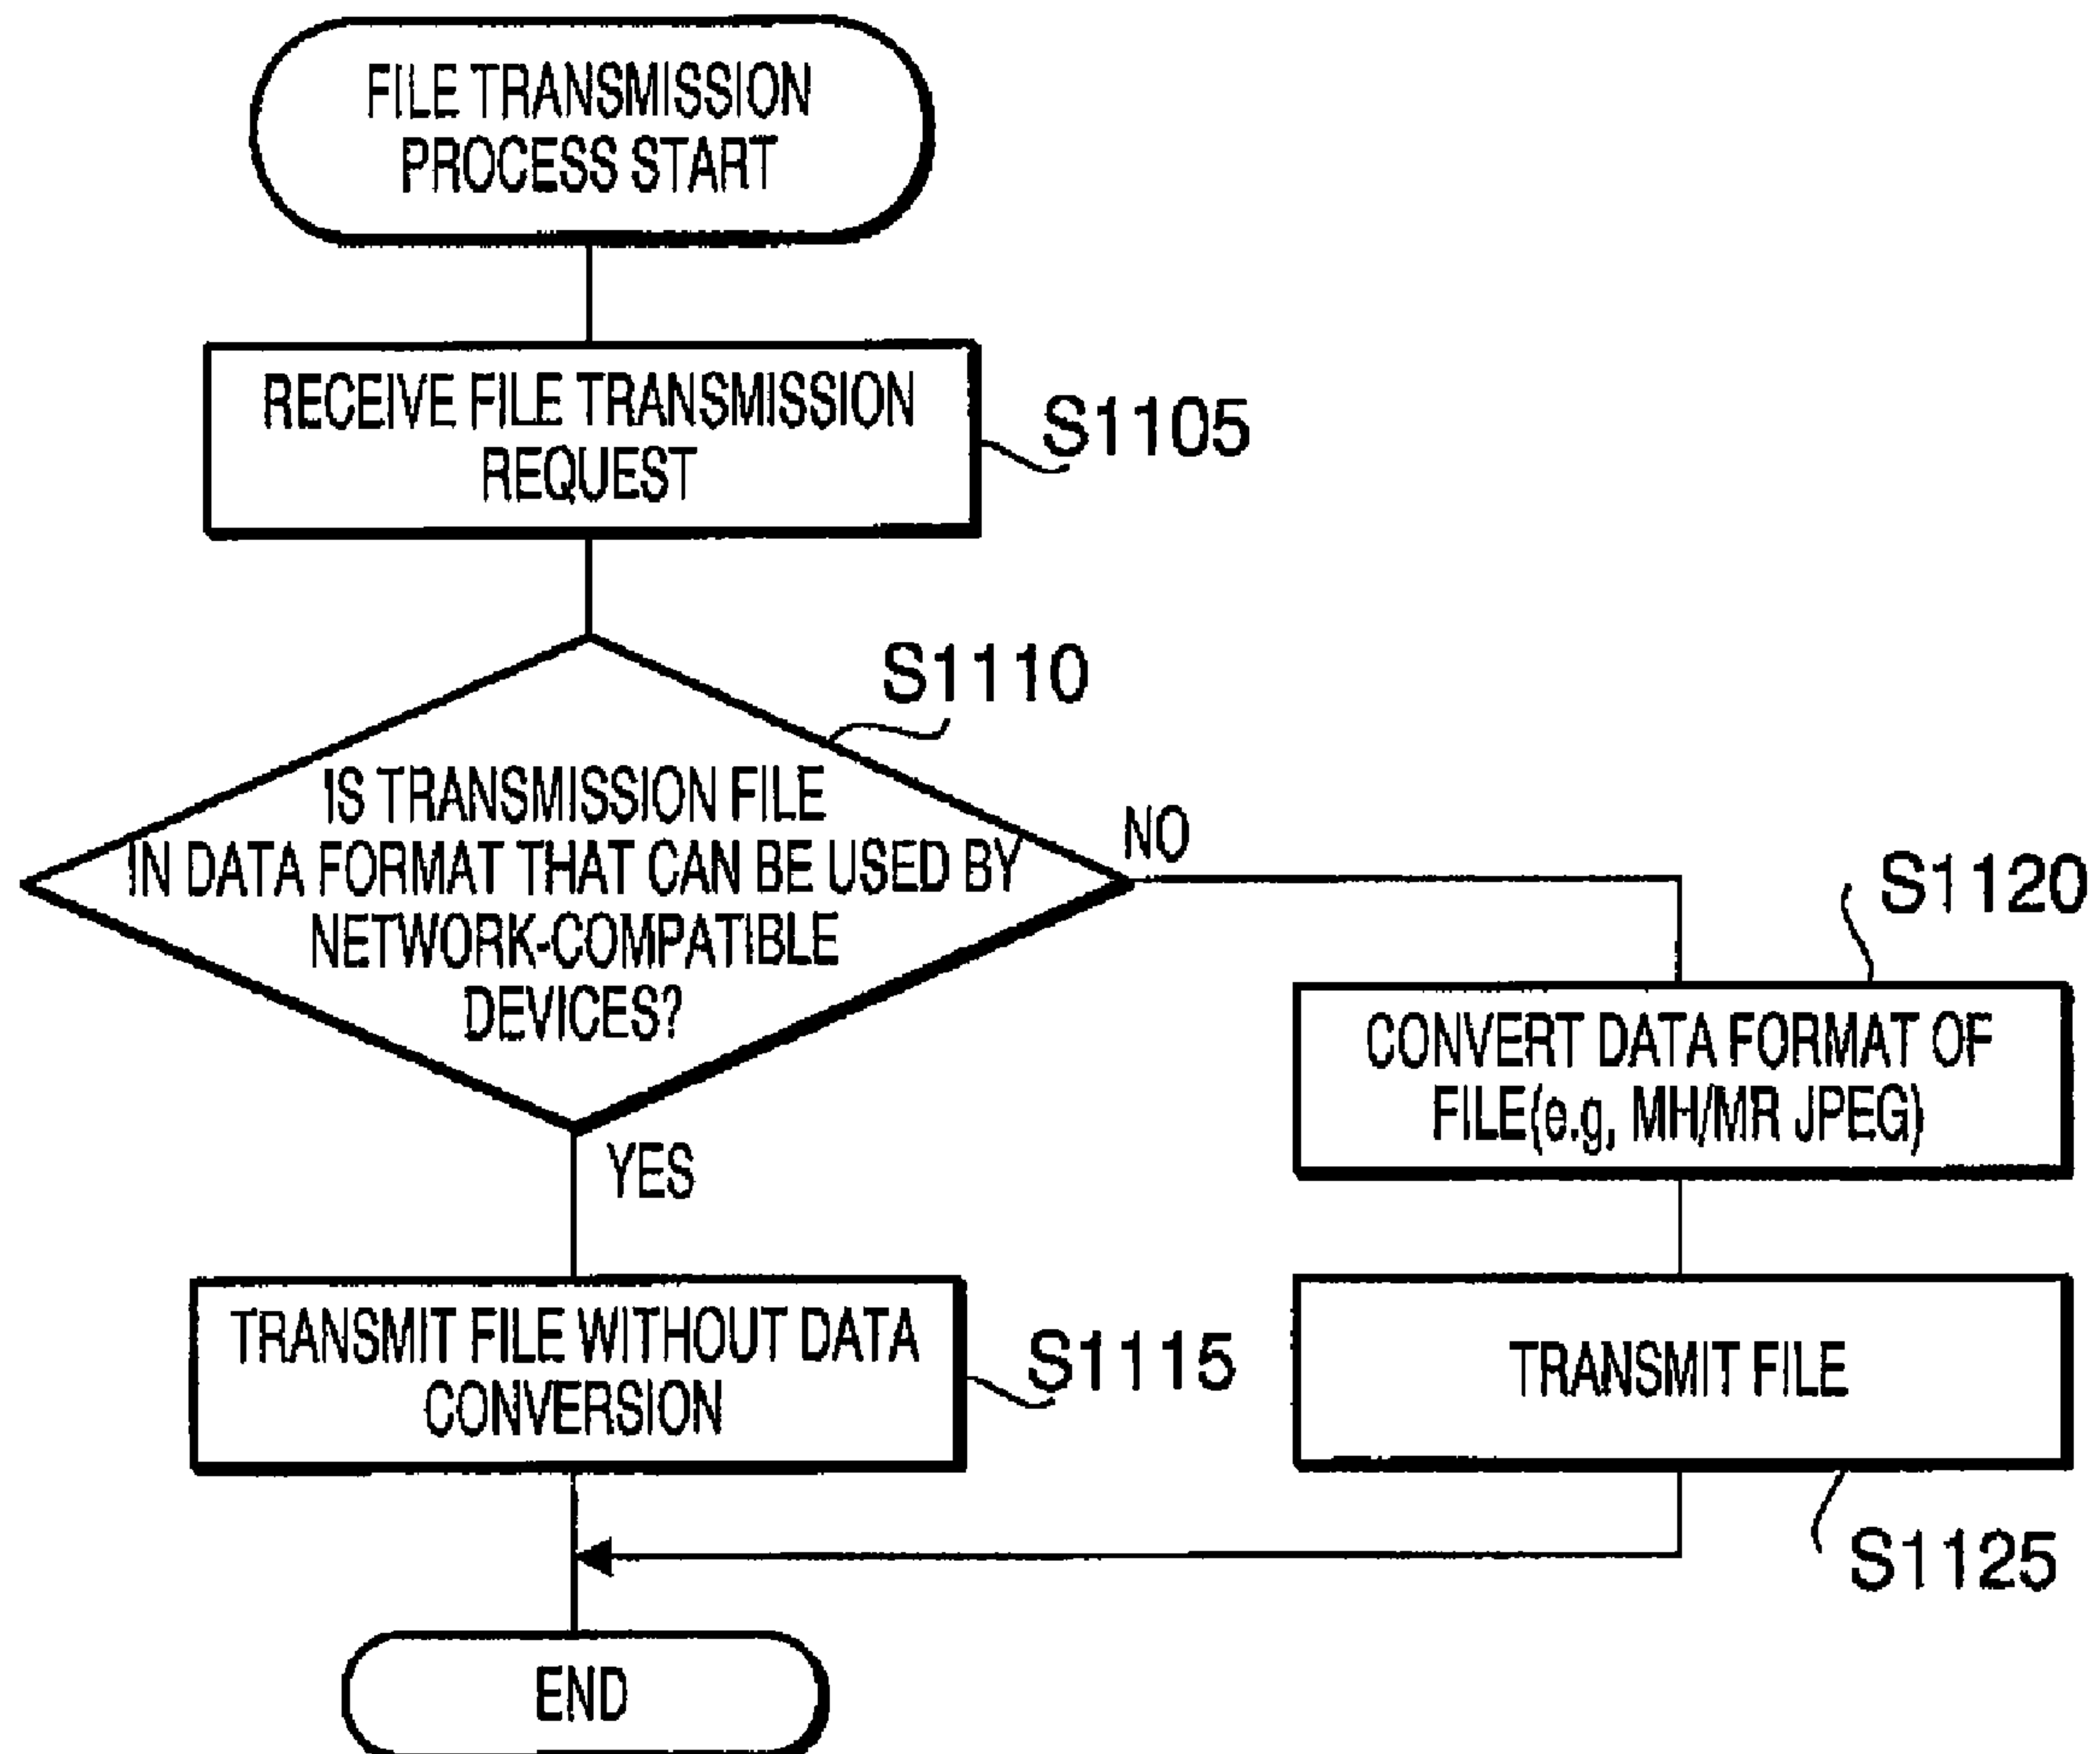 FILE TRANSMISSION
PROCESS START
RECEIVE FILE TRANSMISSION
REQUEST
S1105
S1110
IS TRANSMISSION FILE
IN DATA FORMAT THAT CAN BE USED BY
NETWORK-COMPATIBLE
DEVICES?
NO
YES
S1120
CONVERT DATA FORMAT OF
FILE(e.g, MH/MR JPEG)
TRANSMIT FILE WITHOUT DATA
CONVERSION
S1115
TRANSMIT FILE
S1125
END